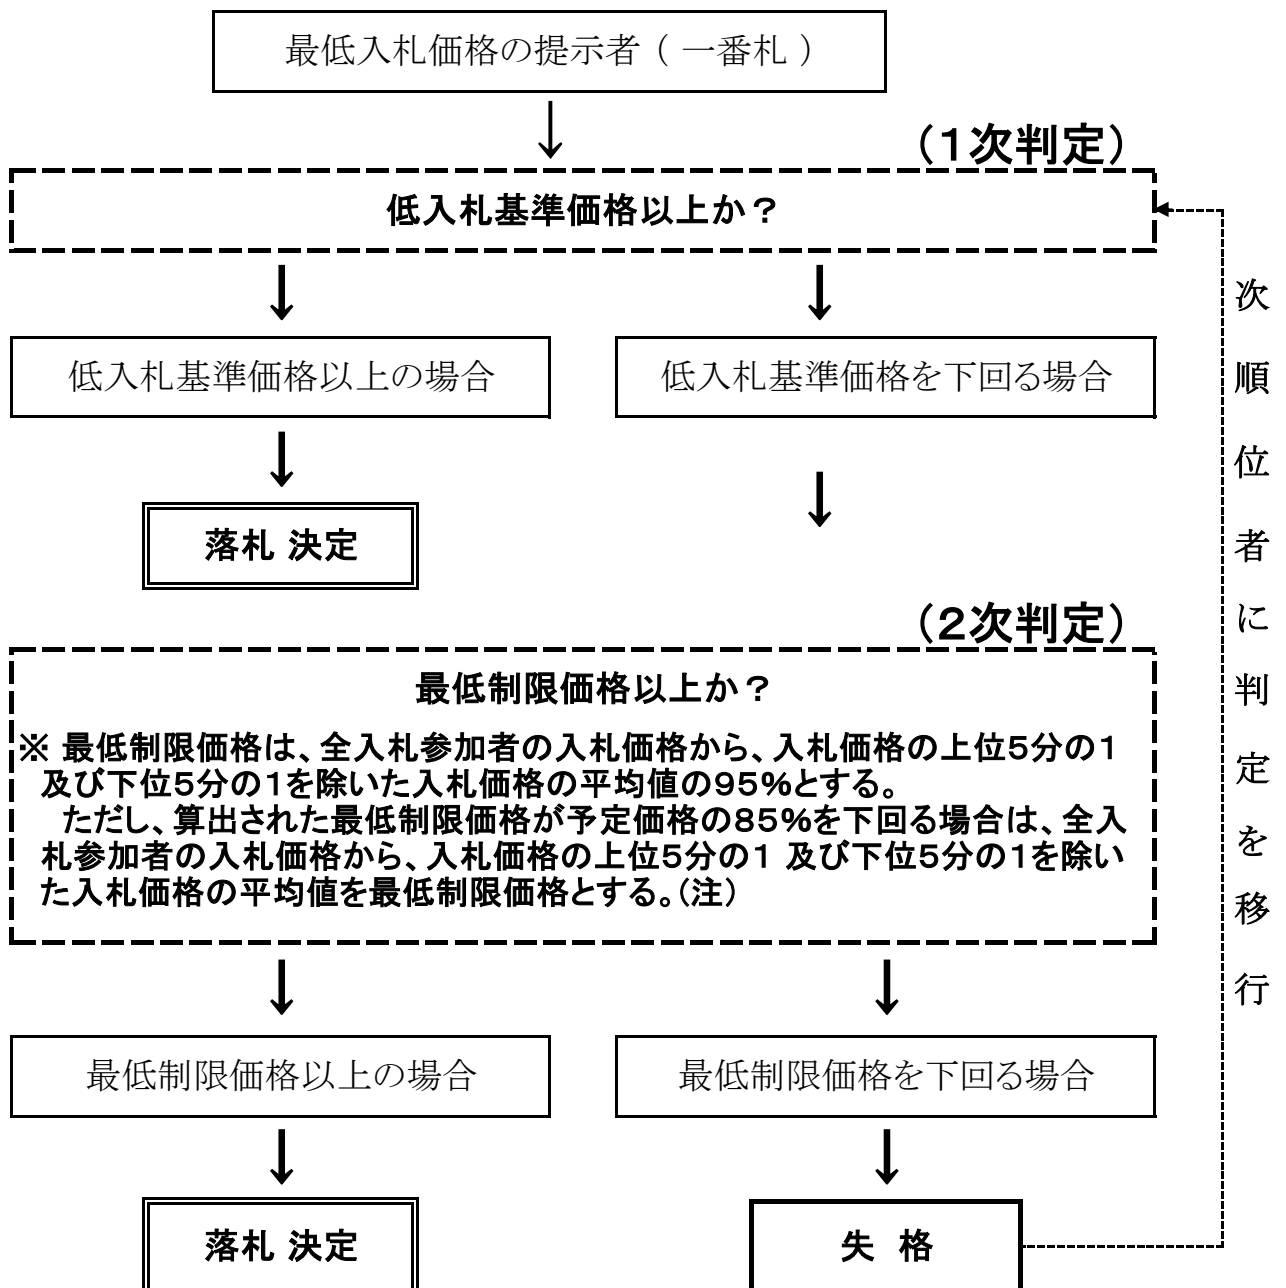 最低入札価格の提示者（ 一番札 ）
（１次判定）
低入札基準価格以上か？
低入札基準価格以上の場合
低入札基準価格を下回る場合
落札 決定
（２次判定）
最低制限価格以上か？
※ 最低制限価格は、全入札参加者の入札価格から、入札価格の上位５分の１
及び下位５分の１を除いた入札価格の平均値の９５％とする。
ただし、算出された最低制限価格が予定価格の８５％を下回る場合は、全入
札参加者の入札価格から、入札価格の上位５分の１ 及び下位５分の１を除い
た入札価格の平均値を最低制限価格とする。（注）
最低制限価格以上の場合
最低制限価格を下回る場合
落札 決定
失 格
次順位者に判定を移行